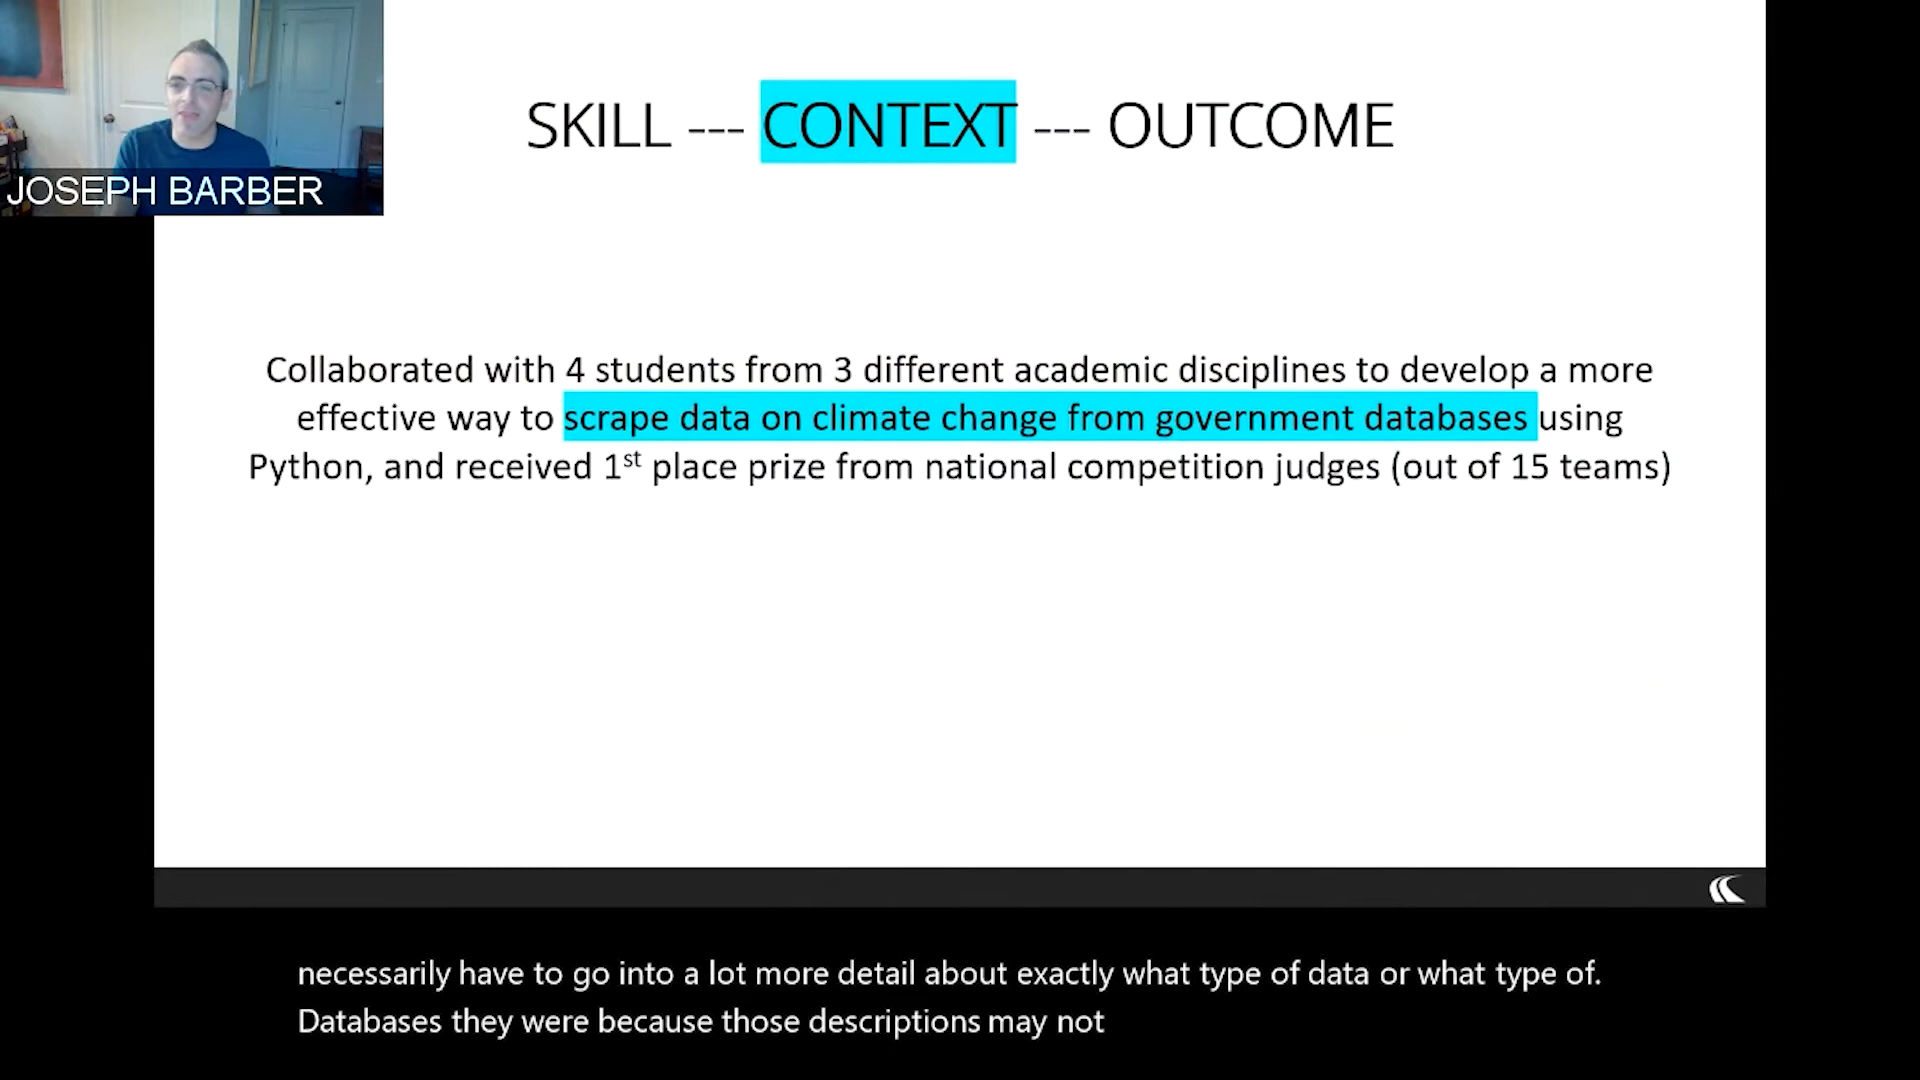 SKILL --- CONTEXT --- OUTCOME
JOSEPH BARBER
Collaborated with 4 students from 3 different academic disciplines to develop a more
effective way to scrape data on climate change from government databases using
Python, and received 1st place prize from national competition judges (out of 15 teams)
necessarily have to go into a lot more detail about exactly what type of data or what type of.
Databases they were because those descriptions may not